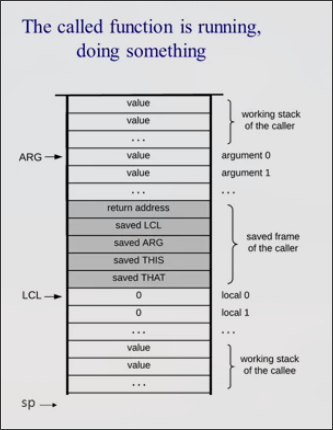 The called function is running,
doing something
value
value
...
working stack
of the caller
ARG
value
argument 0
value
argument 1
...
...
return address
saved LCL
saved ARG
saved THIS
saved THAT
saved frame
of the caller
LCL
0
local 0
0
local 1
...
...
value
value
...
working stack
of the callee
sp